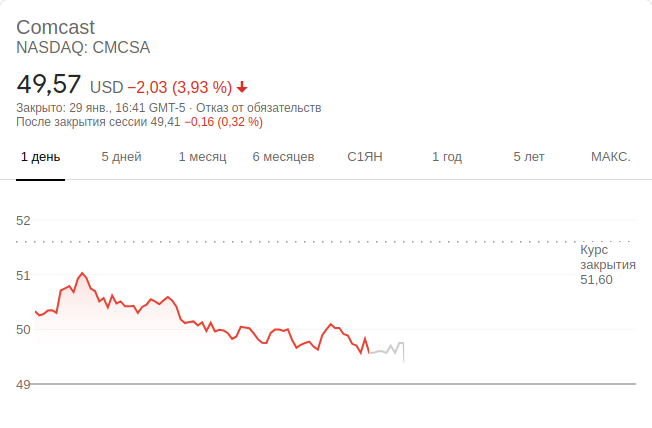 Comcast
NASDAQ: CMCSA
49,57 USD −2,03 (3,93 %)
Закрыто: 29 янв., 16:41 GMT-5 · Отказ от обязательств
После закрытия сессии 49,41 −0,16 (0,32 %)
1 день 5 дней 1 месяц 6 месяцев С1ЯН 1 год 5 лет МАКС.
52
Курс
закрытия
51,60
51
50
49